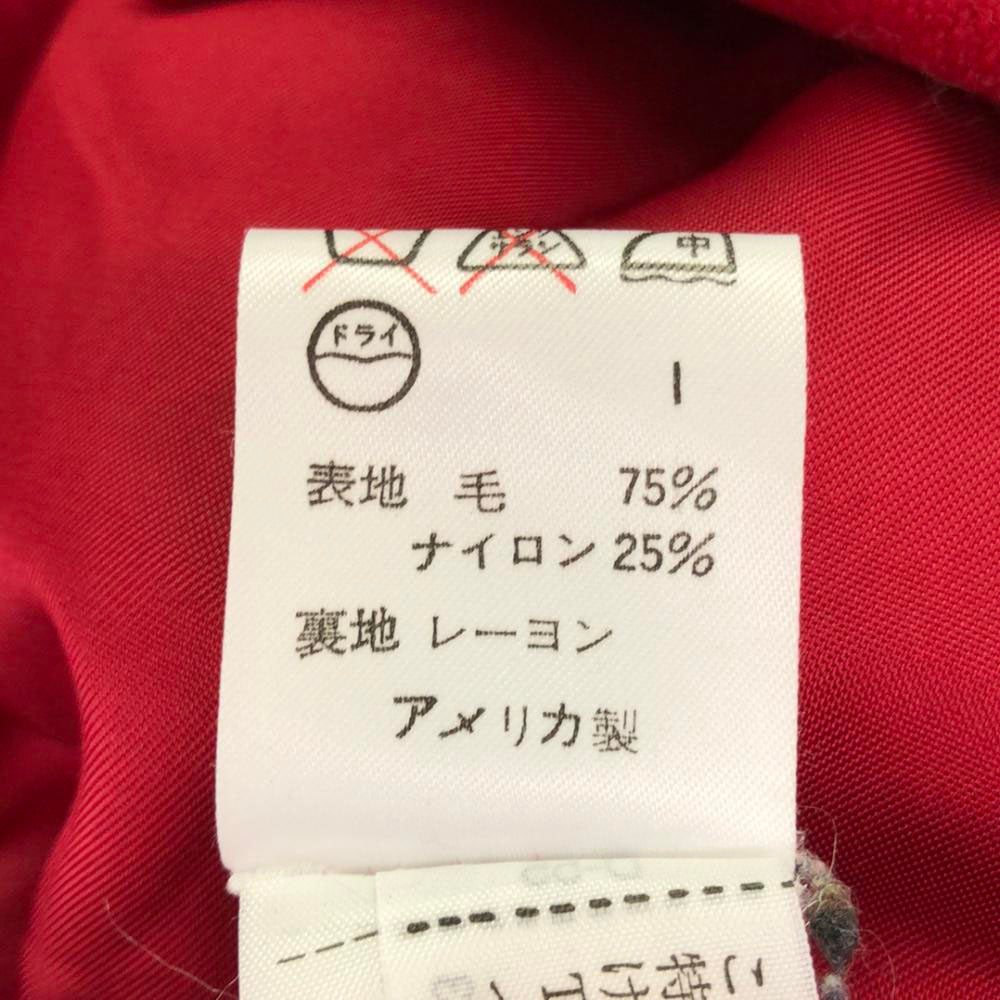 中
ドライ
I
表地 毛 75%
ナイロン 25%
裏地 レーヨン
アメリカ製